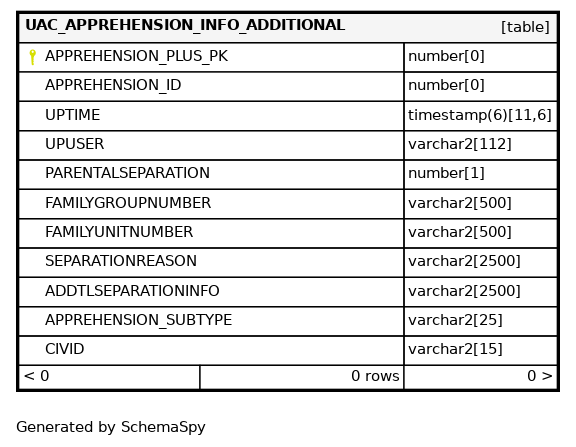 UAC_APPREHENSION_INFO_ADDITIONAL [table]
APPREHENSION_PLUS_PK number[0]
APPREHENSION_ID number[0]
UPTIME timestamp(6)[11,6]
UPUSER varchar2[112]
PARENTALSEPARATION number[1]
FAMILYGROUPNUMBER varchar2[500]
FAMILYUNITNUMBER varchar2[500]
SEPARATIONREASON varchar2[2500]
ADDTLSEPARATIONINFO varchar2[2500]
APPREHENSION_SUBTYPE varchar2[25]
CIVID varchar2[15]
< 0 0 rows 0 >
Generated by SchemaSpy